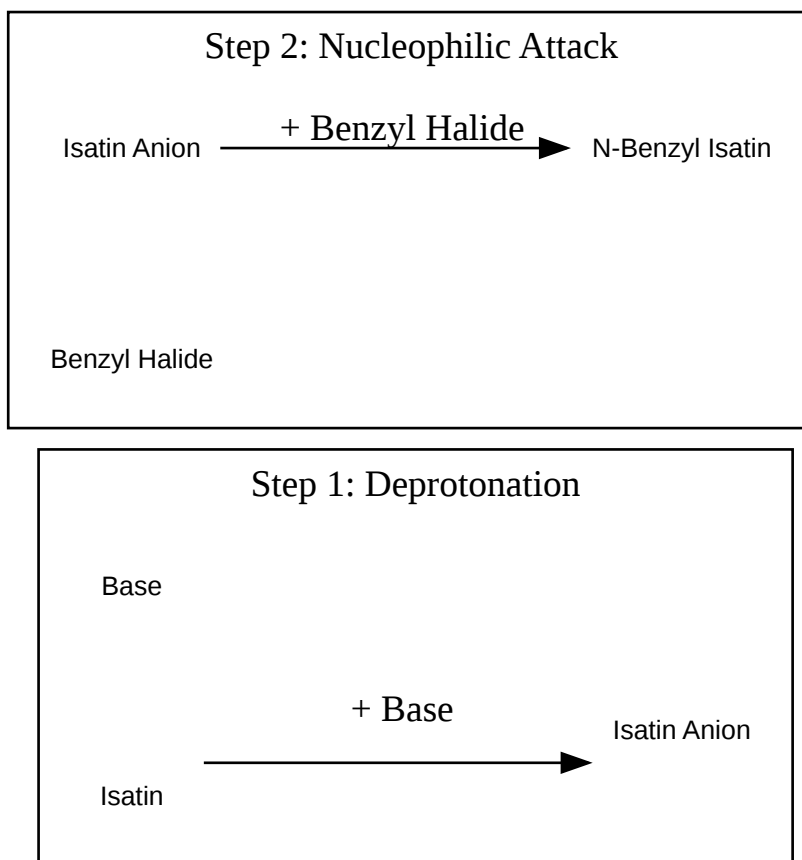 Step 2: Nucleophilic Attack
+ Benzyl Halide
Isatin Anion
N-Benzyl Isatin
Benzyl Halide
Step 1: Deprotonation
Base
+ Base
Isatin Anion
Isatin